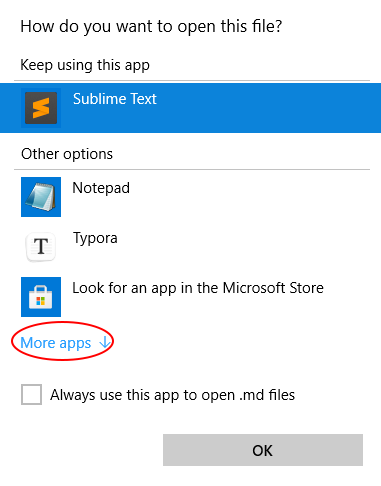 How do you want to open this file?
Keep using this app
Sublime Text
Other options
Notepad
T
Typora
Look for an app in the Microsoft Store
More apps ↓
Always use this app to open .md files
OK